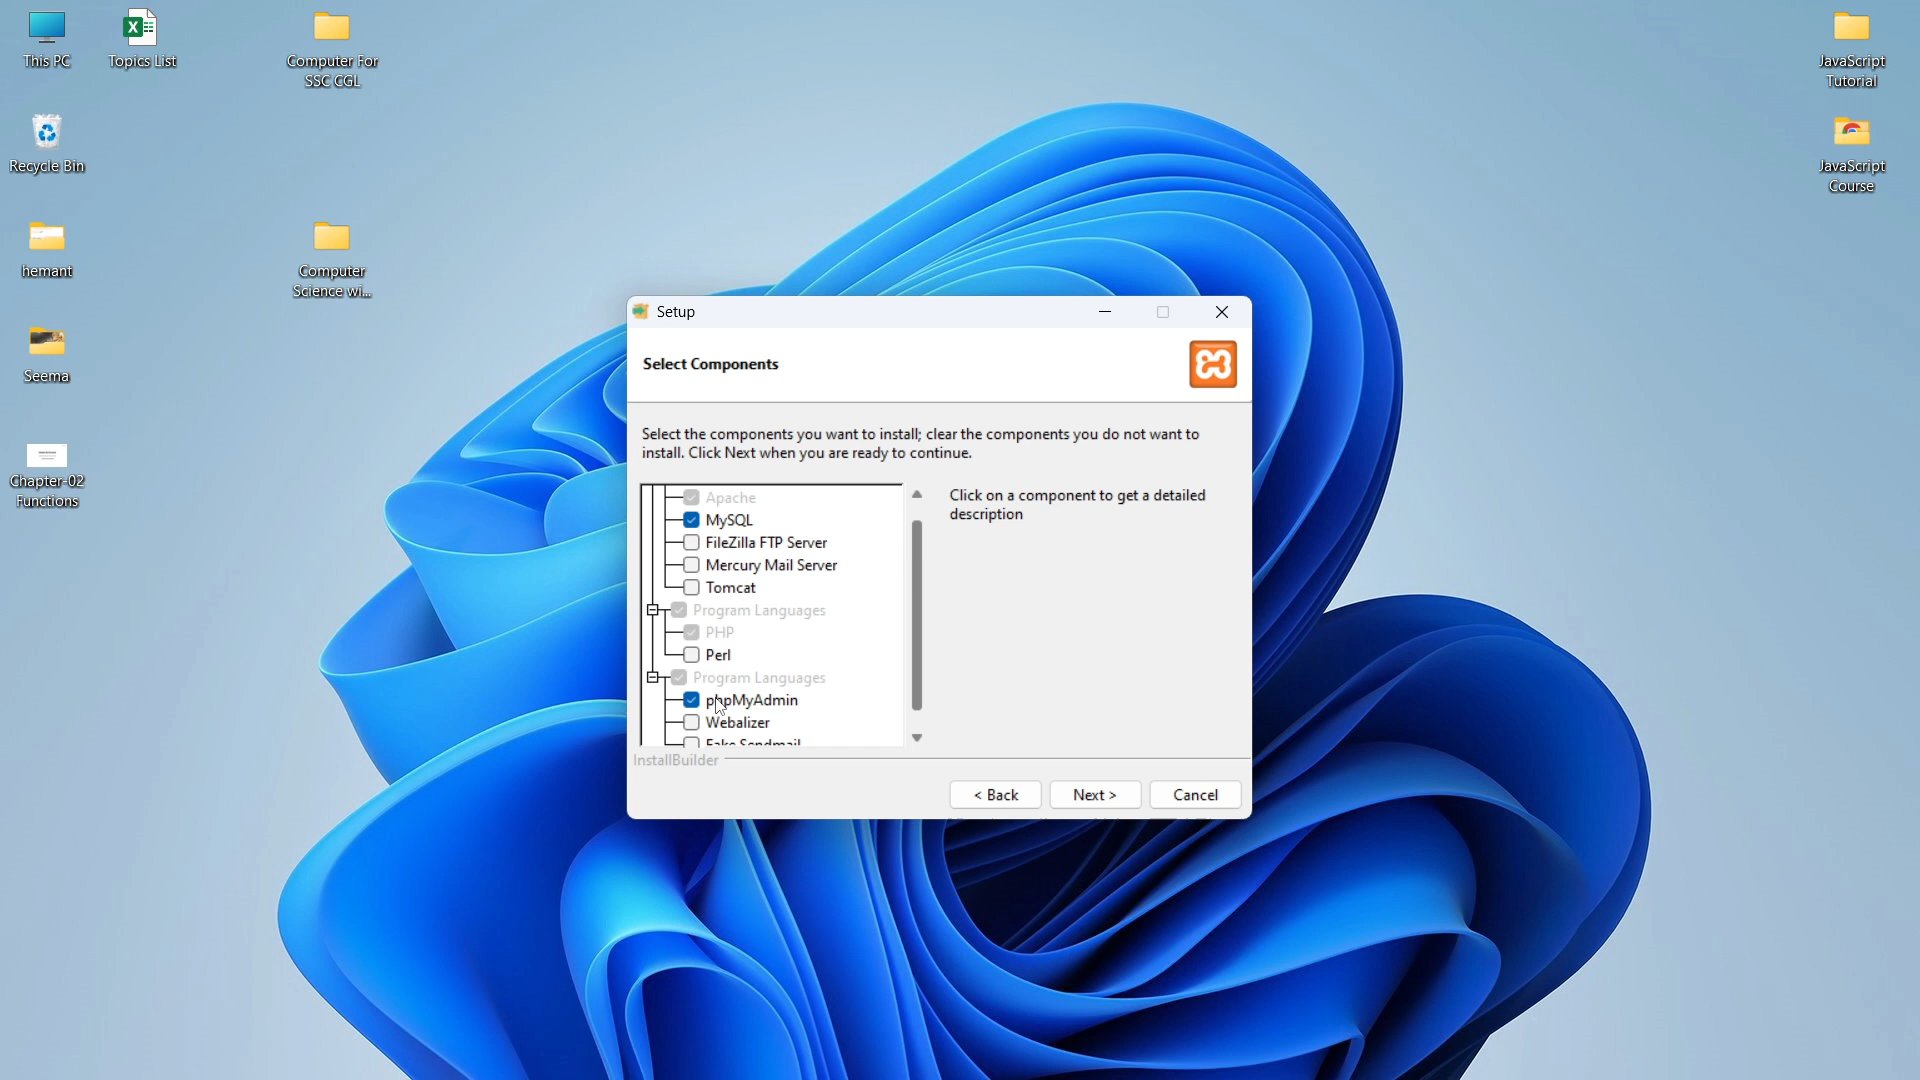 This PC
Topics List
Computer For
SSC CGL
JavaScript
Tutorial
Recycle Bin
JavaScript
Course
hemant
Computer
Science wi...
Seema
Chapter-02
Functions
Setup
Select Components
Select the components you want to install; clear the components you do not want to
install. Click Next when you are ready to continue.
Apache
MySQL
FileZilla FTP Server
Mercury Mail Server
Tomcat
Program Languages
PHP
Perl
Program Languages
phpMyAdmin
Webalizer
Fake Sendmail
Click on a component to get a detailed
description
InstallBuilder
< Back
Next >
Cancel